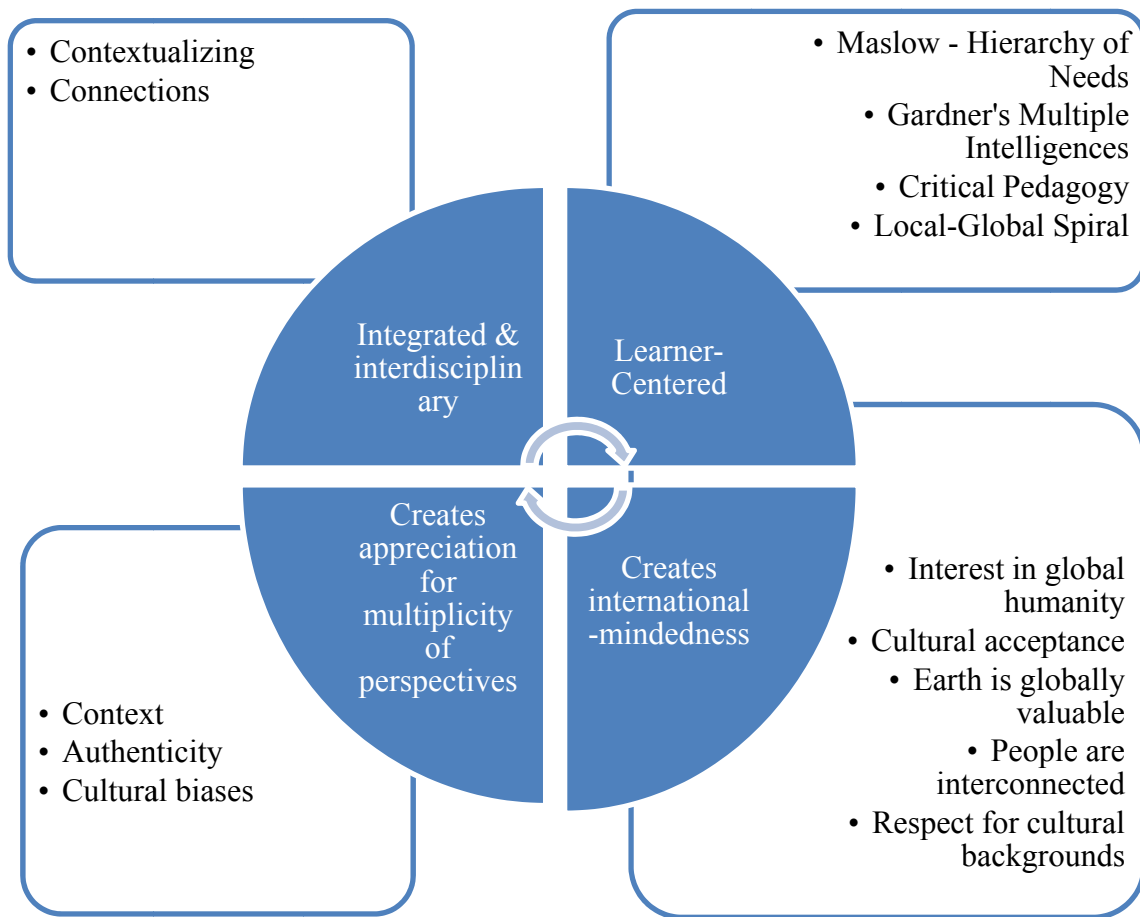 • Contextualizing
• Connections
• Maslow - Hierarchy of
Needs
• Gardner's Multiple
Intelligences
• Critical Pedagogy
• Local-Global Spiral
Integrated &
interdisciplin
ary
Learner-
Centered
Creates
appreciation
for
multiplicity
of
perspectives
Creates
international
-mindedness
• Context
• Authenticity
• Cultural biases
• Interest in global
humanity
• Cultural acceptance
• Earth is globally
valuable
• People are
interconnected
• Respect for cultural
backgrounds